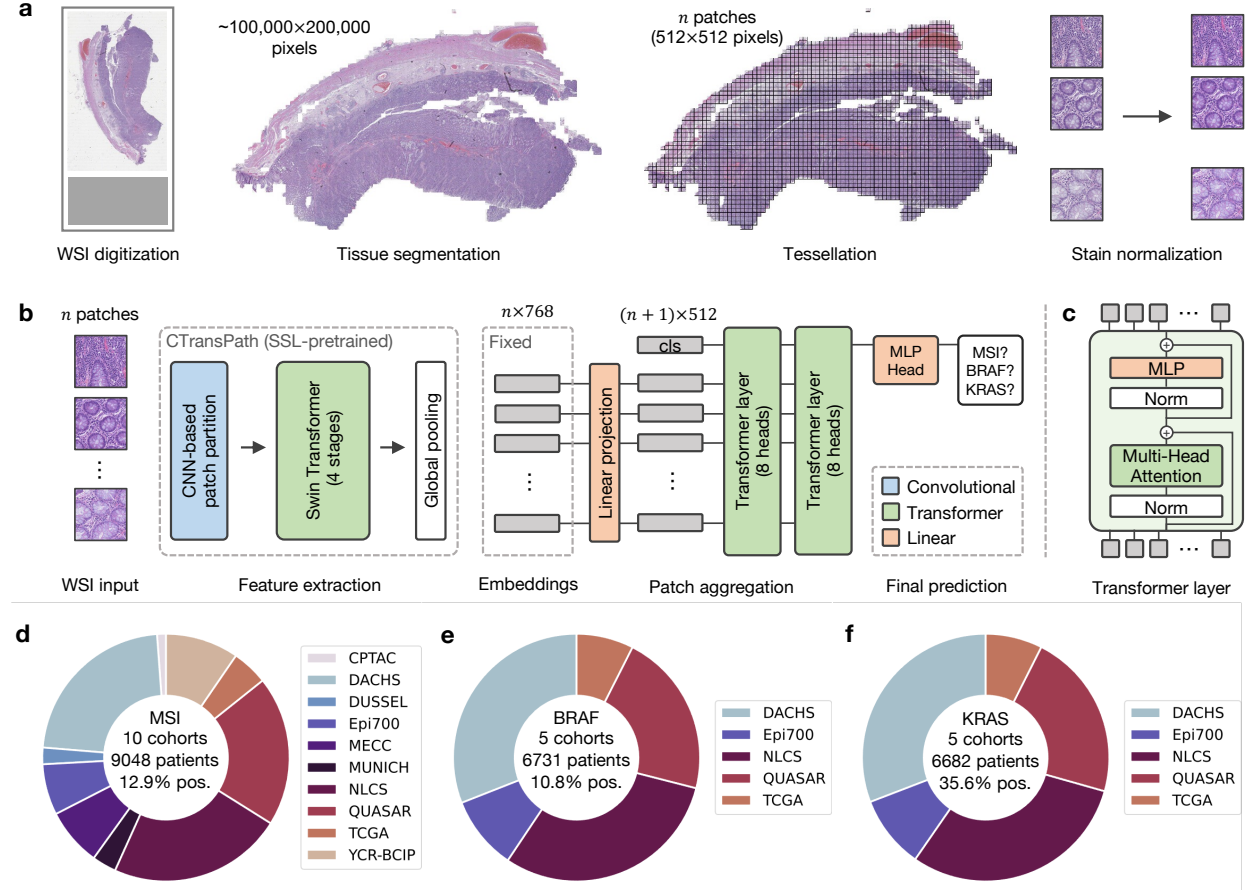 a
~100,000×200,000
pixels
n patches
(512×512 pixels)
WSI digitization
Tissue segmentation
Tessellation
Stain normalization
b
n patches
CTransPath (SSL-pretrained)
CNN-based
patch partition
Swin Transformer
(4 stages)
Global pooling
n×768
Fixed
Linear projection
(n + 1)×512
cls
Transformer layer
(8 heads)
Transformer layer
(8 heads)
MLP
Head
MSI?
BRAF?
KRAS?
Convolutional
Transformer
Linear
WSI input
Feature extraction
Embeddings
Patch aggregation
Final prediction
c
MLP
Norm
Multi-Head
Attention
Norm
Transformer layer
d
MSI
10 cohorts
9048 patients
12.9% pos.
CPTAC
DACHS
DUSSEL
Epi700
MECC
MUNICH
NLCS
QUASAR
TCGA
YCR-BCIP
e
BRAF
5 cohorts
6731 patients
10.8% pos.
DACHS
Epi700
NLCS
QUASAR
TCGA
f
KRAS
5 cohorts
6682 patients
35.6% pos.
DACHS
Epi700
NLCS
QUASAR
TCGA